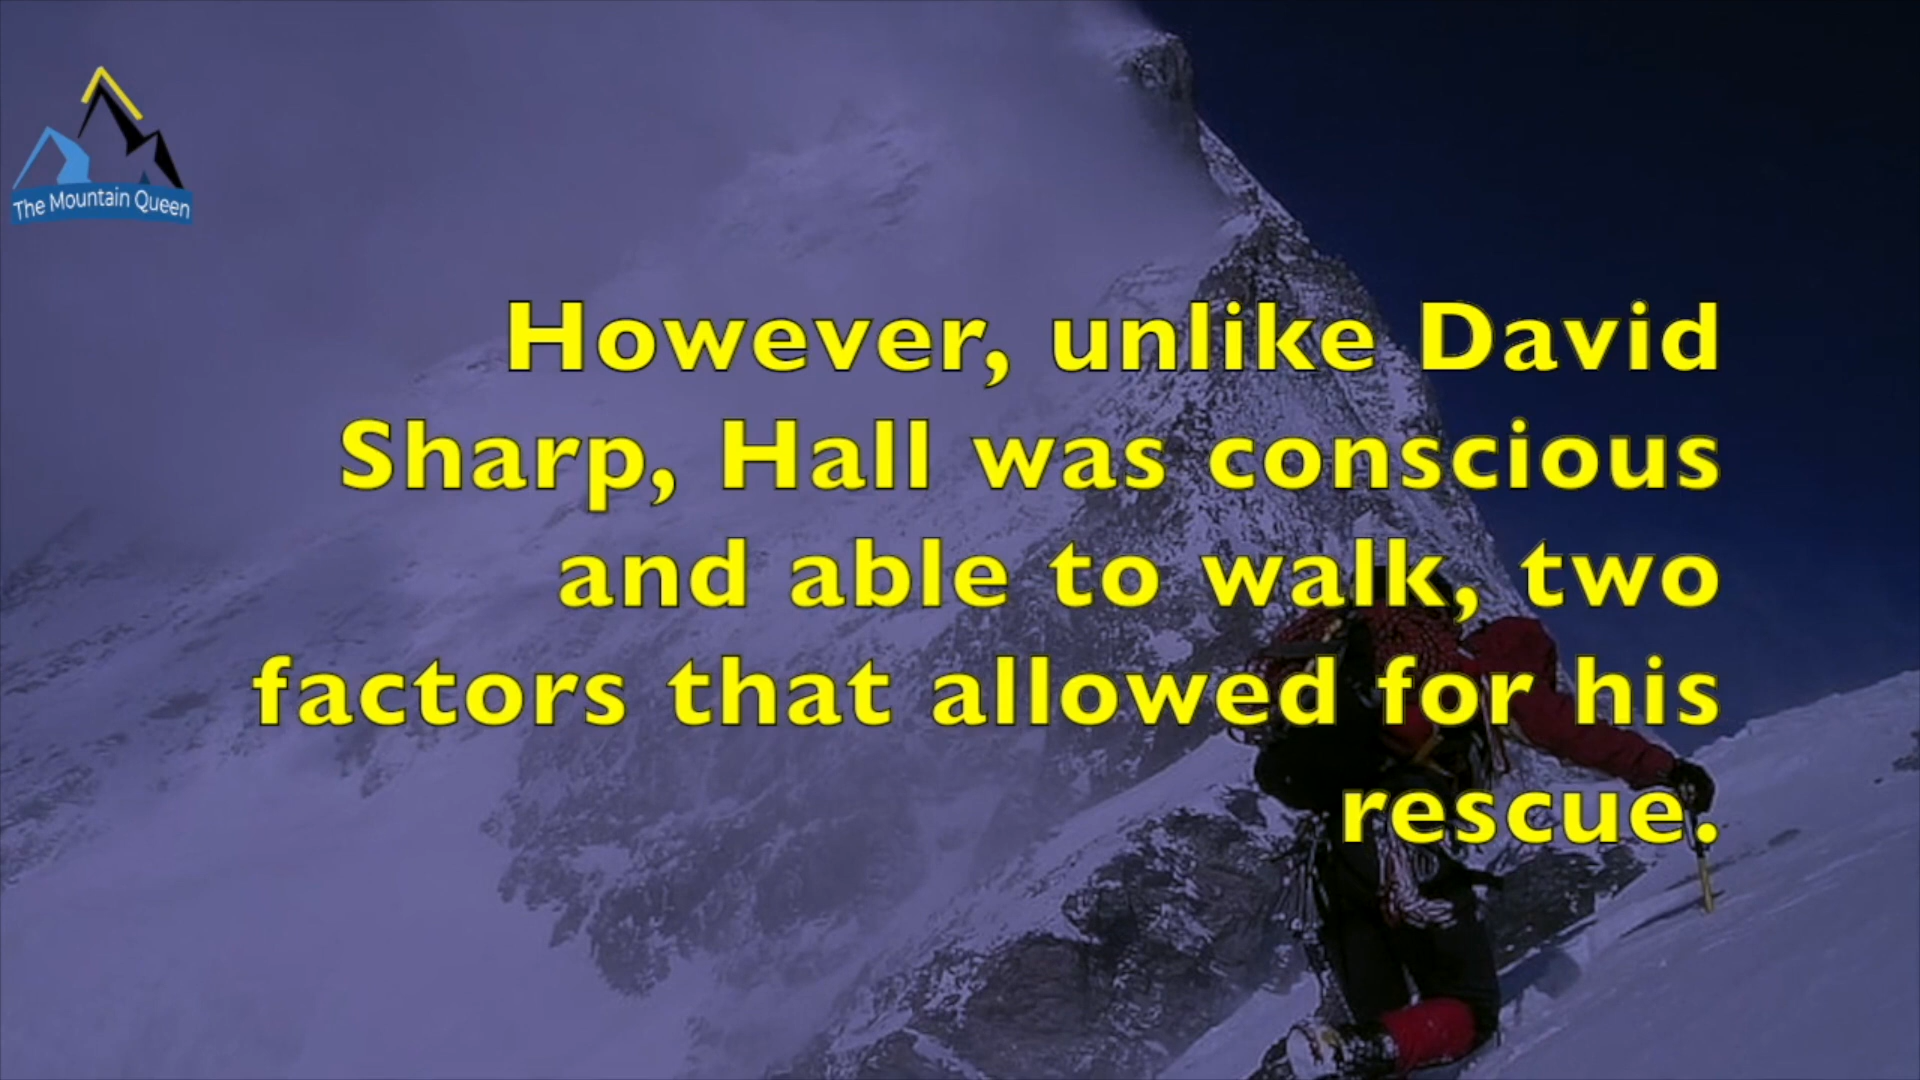 The Mountain Queen
However, unlike David
Sharp, Hall was conscious
and able to walk, two
factors that allowed for his
rescue.